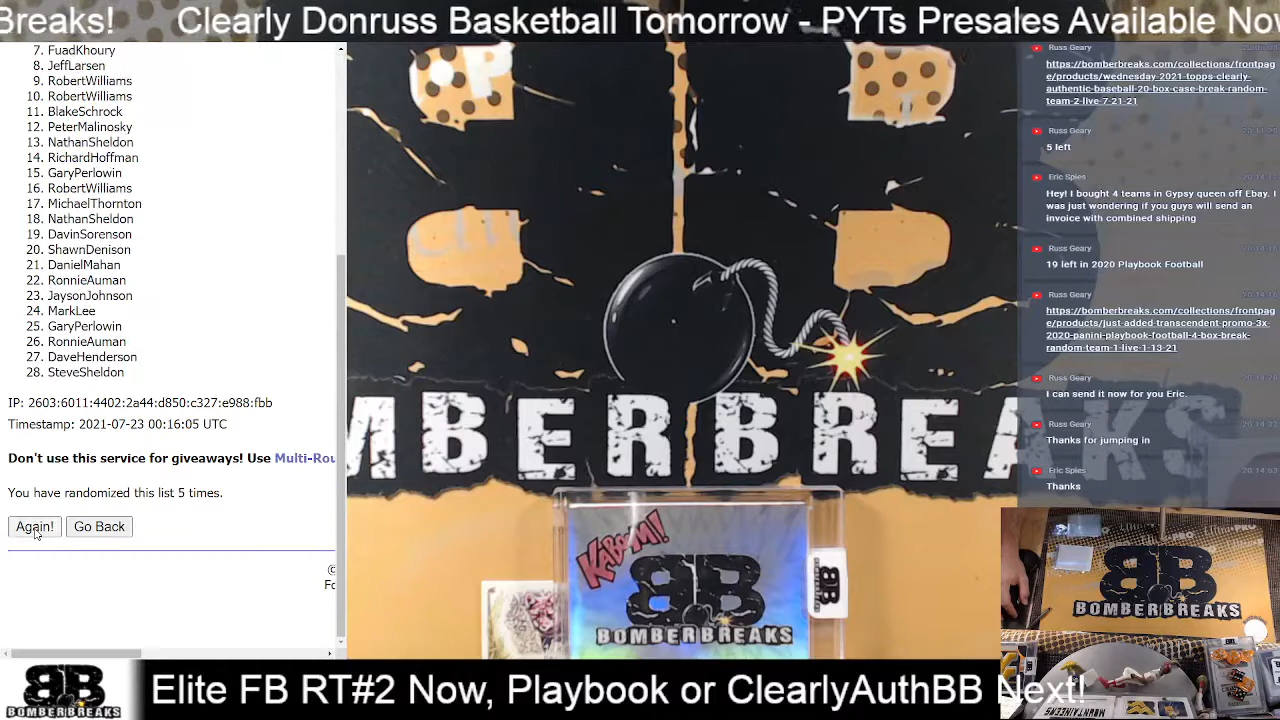 Breaks! Clearly Donruss Basketball Tomorrow - PYTs Presales Available Now
7. FuadKhoury
8. JeffLarsen
9. RobertWilliams
10. RobertWilliams
11. BlakeSchrock
12. PeterMalinosky
13. NathanSheldon
14. RichardHoffman
15. GaryPerlowin
16. RobertWilliams
17. MichaelThornton
18. NathanSheldon
19. DavinSorenson
20. ShawnDenison
21. DanielMahan
22. RonnieAuman
23. JaysonJohnson
24. MarkLee
25. GaryPerlowin
26. RonnieAuman
27. DaveHenderson
28. SteveSheldon
IP: 2603:6011:4402:2a44:d850:c327:e988:fbb
Timestamp: 2021-07-23 00:16:05 UTC
Don't use this service for giveaways! Use Multi-Rou
You have randomized this list 5 times.
Again! Go Back
MBER BREAKS
KABOOM!
BB
BOMBERBREAKS
BB
Russ Geary
https://bomberbreaks.com/collections/frontpag
e/products/wednesday-2021-topps-clearly-
authentic-baseball-20-box-case-break-random-
team-2-live-7-21-21
Russ Geary
5 left
Eric Spies
Hey! I bought 4 teams in Gypsy queen off Ebay. I
was just wondering if you guys will send an
invoice with combined shipping
Russ Geary
19 left in 2020 Playbook Football
Russ Geary
https://bomberbreaks.com/collections/frontpag
e/products/just-added-transcendent-promo-3x-
2020-panini-playbook-football-4-box-break-
random-team-1-live-1-13-21
Russ Geary
I can send it now for you Eric.
Russ Geary
Thanks for jumping in
Eric Spies
Thanks
BB
BOMBERBREAKS
MOUNTAINEERS
BB
BOMBERBREAKS
Elite FB RT#2 Now, Playbook or ClearlyAuthBB Next!